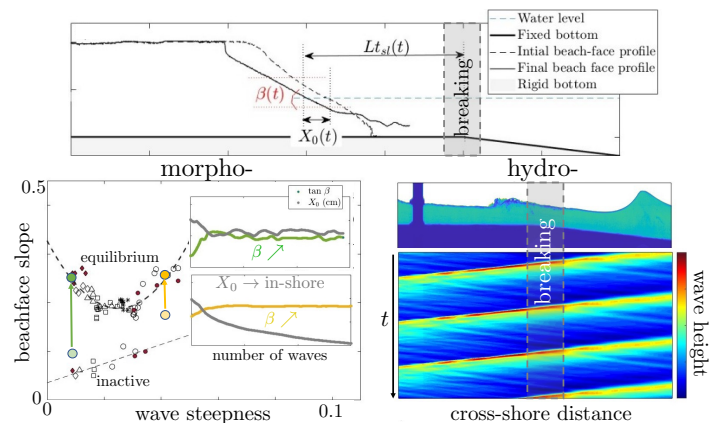 Water level
Fixed bottom
Intial beach-face profile
Final beach face profile
Rigid bottom
Lt_sl(t)
β(t)
X_0(t)
breaking
morpho-
hydro-
0.5
tan β
X_0 (cm)
equilibrium
β
X_0 → in-shore
β
beachface slope
number of waves
inactive
0
0
wave steepness
0.1
breaking
t
wave height
cross-shore distance